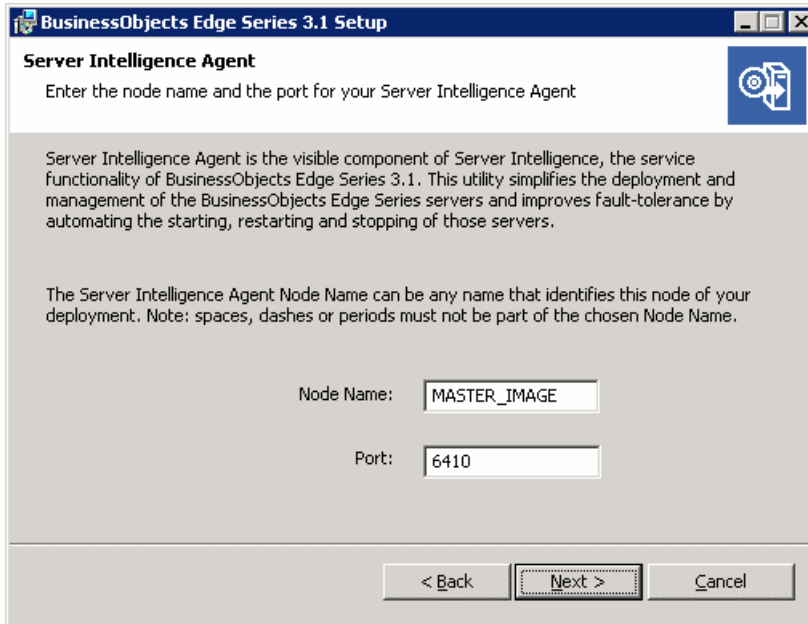 BusinessObjects Edge Series 3.1 Setup
Server Intelligence Agent
Enter the node name and the port for your Server Intelligence Agent
Server Intelligence Agent is the visible component of Server Intelligence, the service
functionality of BusinessObjects Edge Series 3.1. This utility simplifies the deployment and
management of the BusinessObjects Edge Series servers and improves fault-tolerance by
automating the starting, restarting and stopping of those servers.
The Server Intelligence Agent Node Name can be any name that identifies this node of your
deployment. Note: spaces, dashes or periods must not be part of the chosen Node Name.
Node Name: MASTER_IMAGE
Port: 6410
< Back Next > Cancel